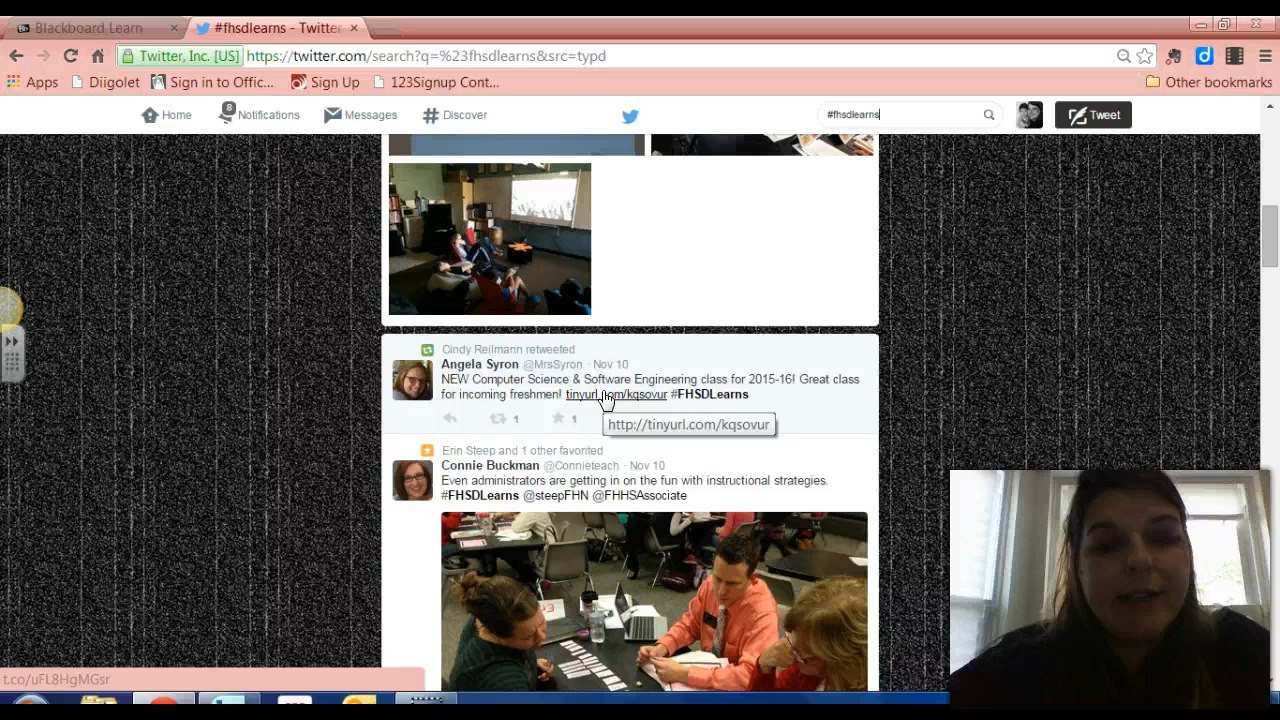 Blackboard Learn
#fhsdlearns - Twitter
Twitter, Inc. [US] https://twitter.com/search?q=%23fhsdlearns&src=typd
Apps Diigolet Sign in to Offic... Sign Up 123Signup Cont... Other bookmarks
8
Home Notifications Messages Discover #fhsdlearns Tweet
Cindy Reilmann retweeted
Angela Syron @MrsSyron · Nov 10
NEW Computer Science & Software Engineering class for 2015-16! Great class
for incoming freshmen! tinyurl.com/kqsovur #FHSDLearns
1 1
http://tinyurl.com/kqsovur
Erin Steep and 1 other favorited
Connie Buckman @Connieteach · Nov 10
Even administrators are getting in on the fun with instructional strategies.
#FHSDLearns @steepFHN @FHHSAssociate
t.co/uFL8HgMGsr